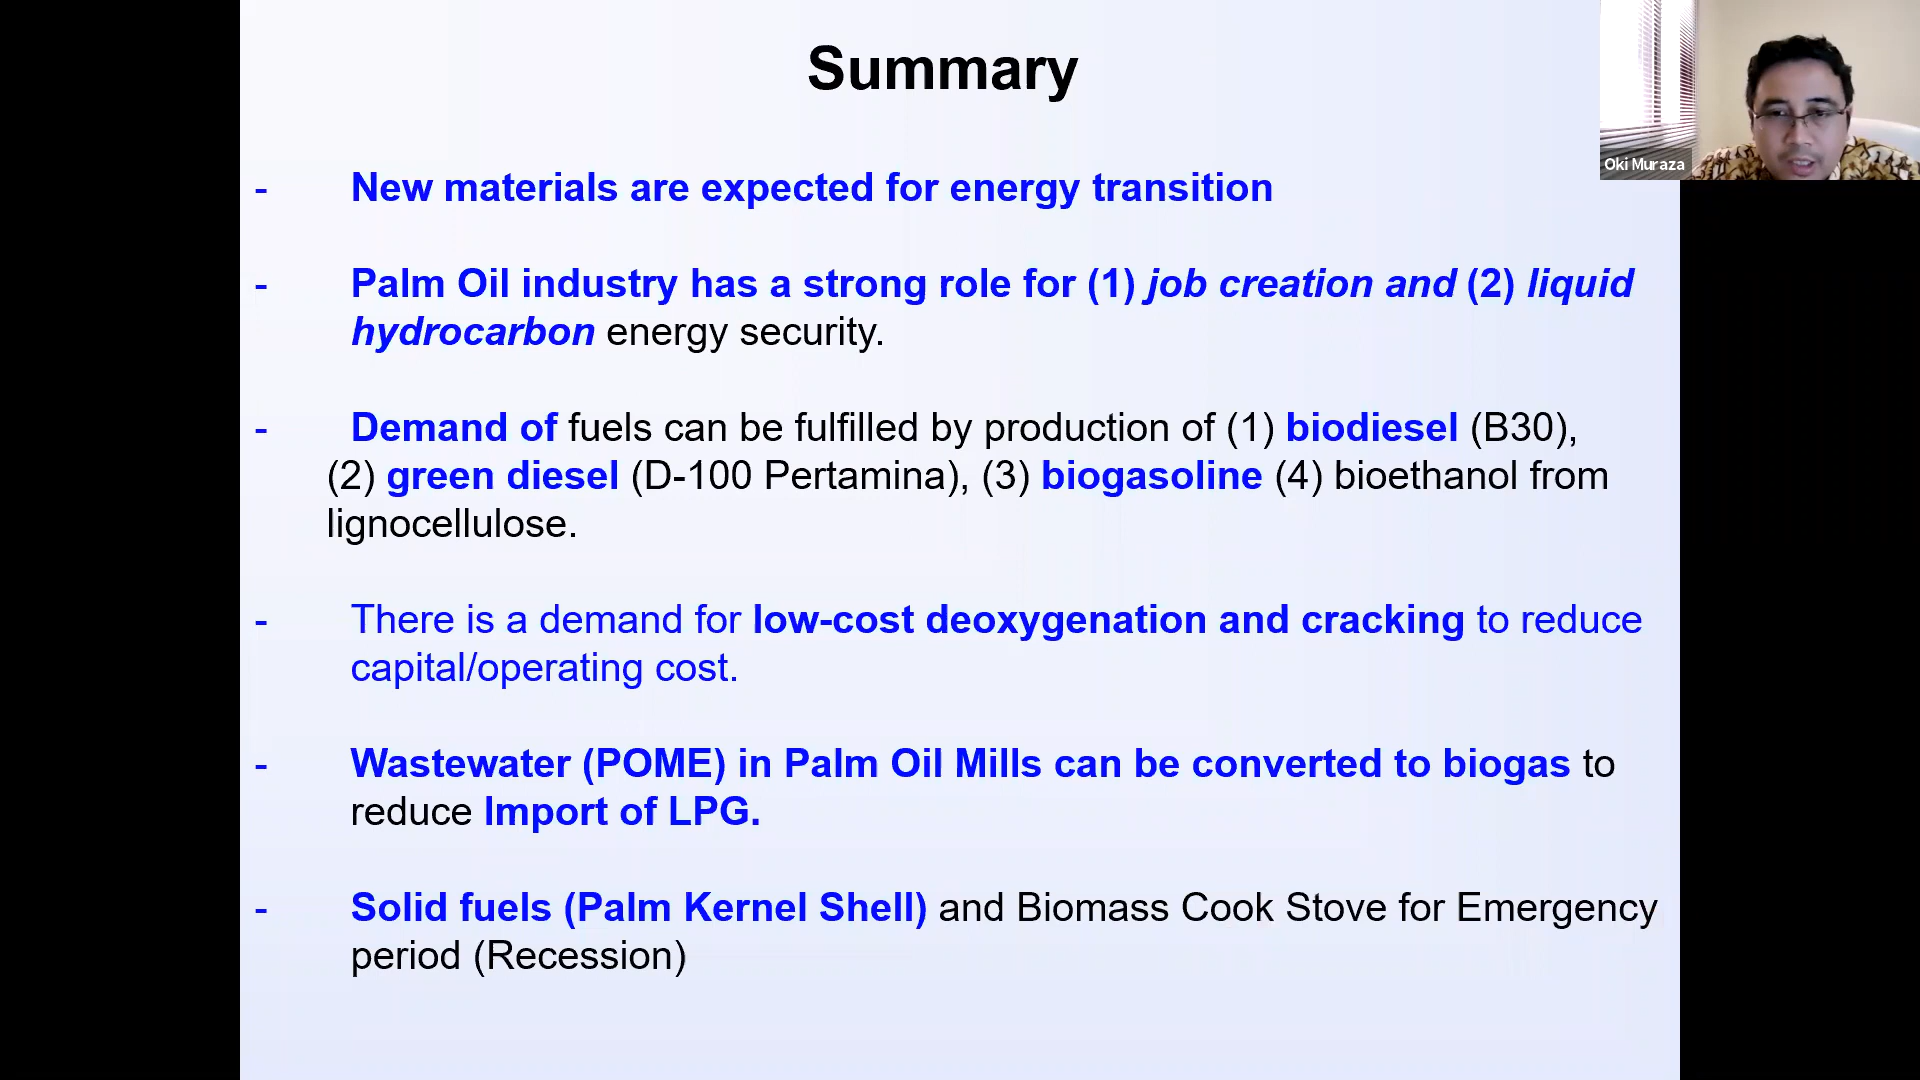 Summary
Oki Muraza
- New materials are expected for energy transition
- Palm Oil industry has a strong role for (1) job creation and (2) liquid
hydrocarbon energy security.
- Demand of fuels can be fulfilled by production of (1) biodiesel (B30),
(2) green diesel (D-100 Pertamina), (3) biogasoline (4) bioethanol from
lignocellulose.
- There is a demand for low-cost deoxygenation and cracking to reduce
capital/operating cost.
- Wastewater (POME) in Palm Oil Mills can be converted to biogas to
reduce Import of LPG.
- Solid fuels (Palm Kernel Shell) and Biomass Cook Stove for Emergency
period (Recession)